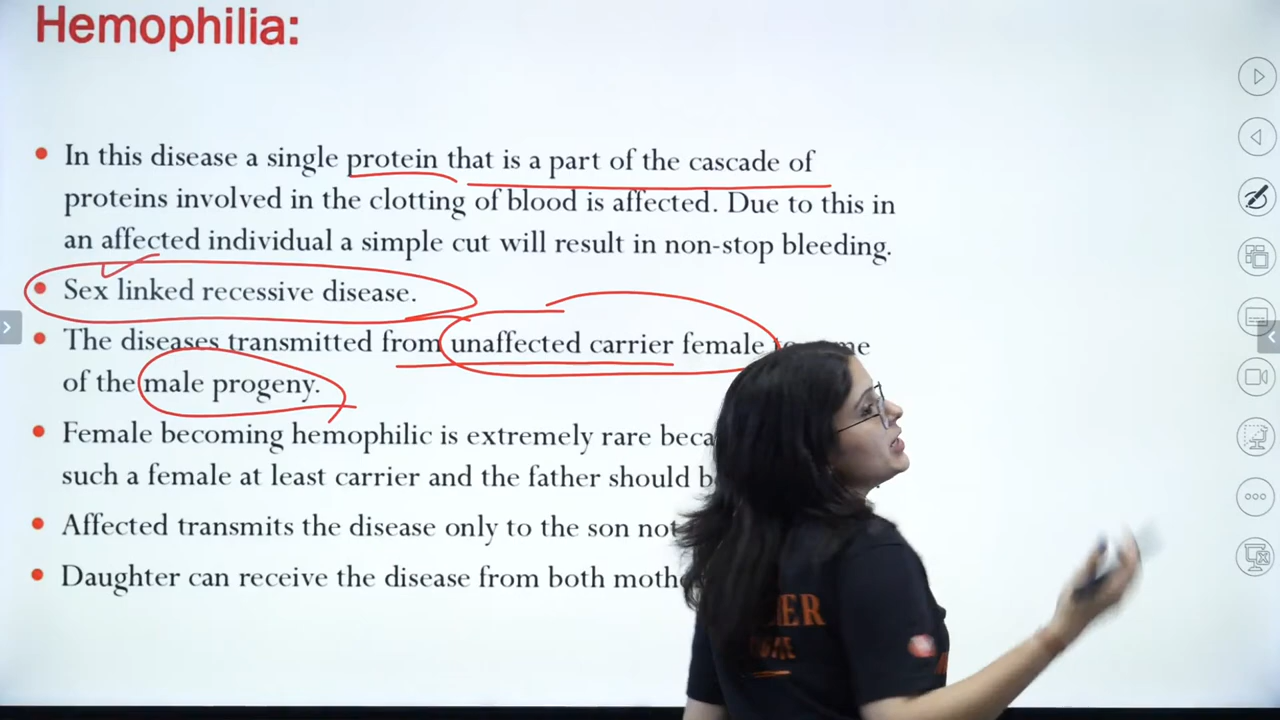 Hemophilia:
• In this disease a single protein that is a part of the cascade of
proteins involved in the clotting of blood is affected. Due to this in
an affected individual a simple cut will result in non-stop bleeding.
• Sex linked recessive disease.
• The diseases transmitted from unaffected carrier female
of the male progeny.
• Female becoming hemophilic is extremely rare
such a female at least carrier and the father should
• Affected transmits the disease only to the son
• Daughter can receive the disease from both